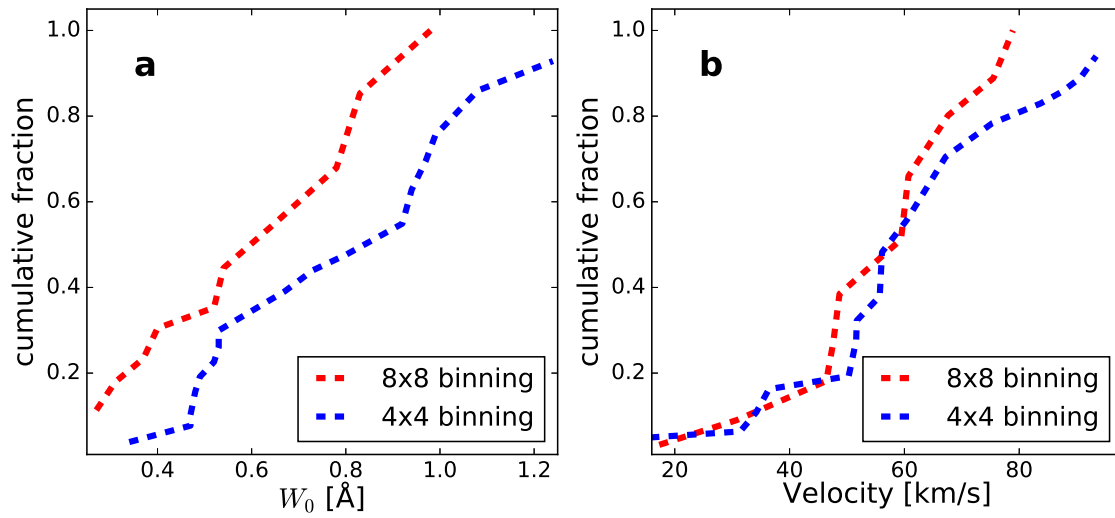 a
cumulative fraction
1.0
0.8
0.6
0.4
0.2
0.4
0.6
0.8
1.0
1.2
W₀ [Å]
8x8 binning
4x4 binning
b
cumulative fraction
1.0
0.8
0.6
0.4
0.2
20
40
60
80
Velocity [km/s]
8x8 binning
4x4 binning